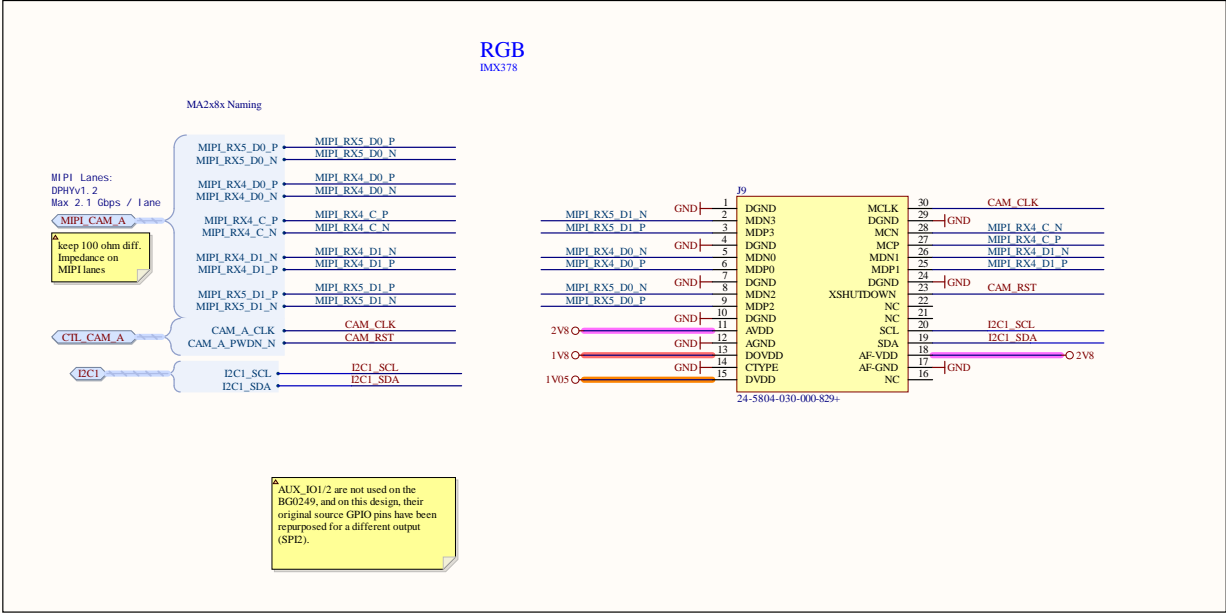 RGB
IMX378
MA2x8x Naming
MIPI_RX5_D0_P MIPI_RX5_D0_P
MIPI_RX5_D0_N MIPI_RX5_D0_N
MIPI_RX4_D0_P MIPI_RX4_D0_P
MIPI_RX4_D0_N MIPI_RX4_D0_N
MIPI_RX4_C_P MIPI_RX4_C_P
MIPI_RX4_C_N MIPI_RX4_C_N
MIPI_RX4_D1_N MIPI_RX4_D1_N
MIPI_RX4_D1_P MIPI_RX4_D1_P
MIPI_RX5_D1_P MIPI_RX5_D1_P
MIPI_RX5_D1_N MIPI_RX5_D1_N
CAM_A_CLK CAM_CLK
CAM_A_PWDN_N CAM_RST
I2C1_SCL I2C1_SCL
I2C1_SDA I2C1_SDA
MIPI Lanes:
DPHYv1.2
Max 2.1 Gbps / lane
MIPI_CAM_A
keep 100 ohm diff.
Impedance on
MIPI lanes
CTL_CAM_A
I2C1
J9
GND 1 DGND MCLK 30 CAM_CLK
MIPI_RX5_D1_N 2 MDN3 DGND 29 GND
MIPI_RX5_D1_P 3 MDP3 MCN 28 MIPI_RX4_C_N
GND 4 DGND MCP 27 MIPI_RX4_C_P
MIPI_RX4_D0_N 5 MDN0 MDN1 26 MIPI_RX4_D1_N
MIPI_RX4_D0_P 6 MDP0 MDP1 25 MIPI_RX4_D1_P
GND 7 DGND DGND 24 GND
MIPI_RX5_D0_N 8 MDN2 XSHUTDOWN 23 CAM_RST
MIPI_RX5_D0_P 9 MDP2 NC 22
GND 10 DGND NC 21
2V8 11 AVDD SCL 20 I2C1_SCL
GND 12 AGND SDA 19 I2C1_SDA
1V8 13 DOVDD AF-VDD 18 2V8
GND 14 CTYPE AF-GND 17 GND
1V05 15 DVDD NC 16
24-5804-030-000-829+
AUX_IO1/2 are not used on the
BG0249, and on this design, their
original source GPIO pins have been
repurposed for a different output
(SPI2).